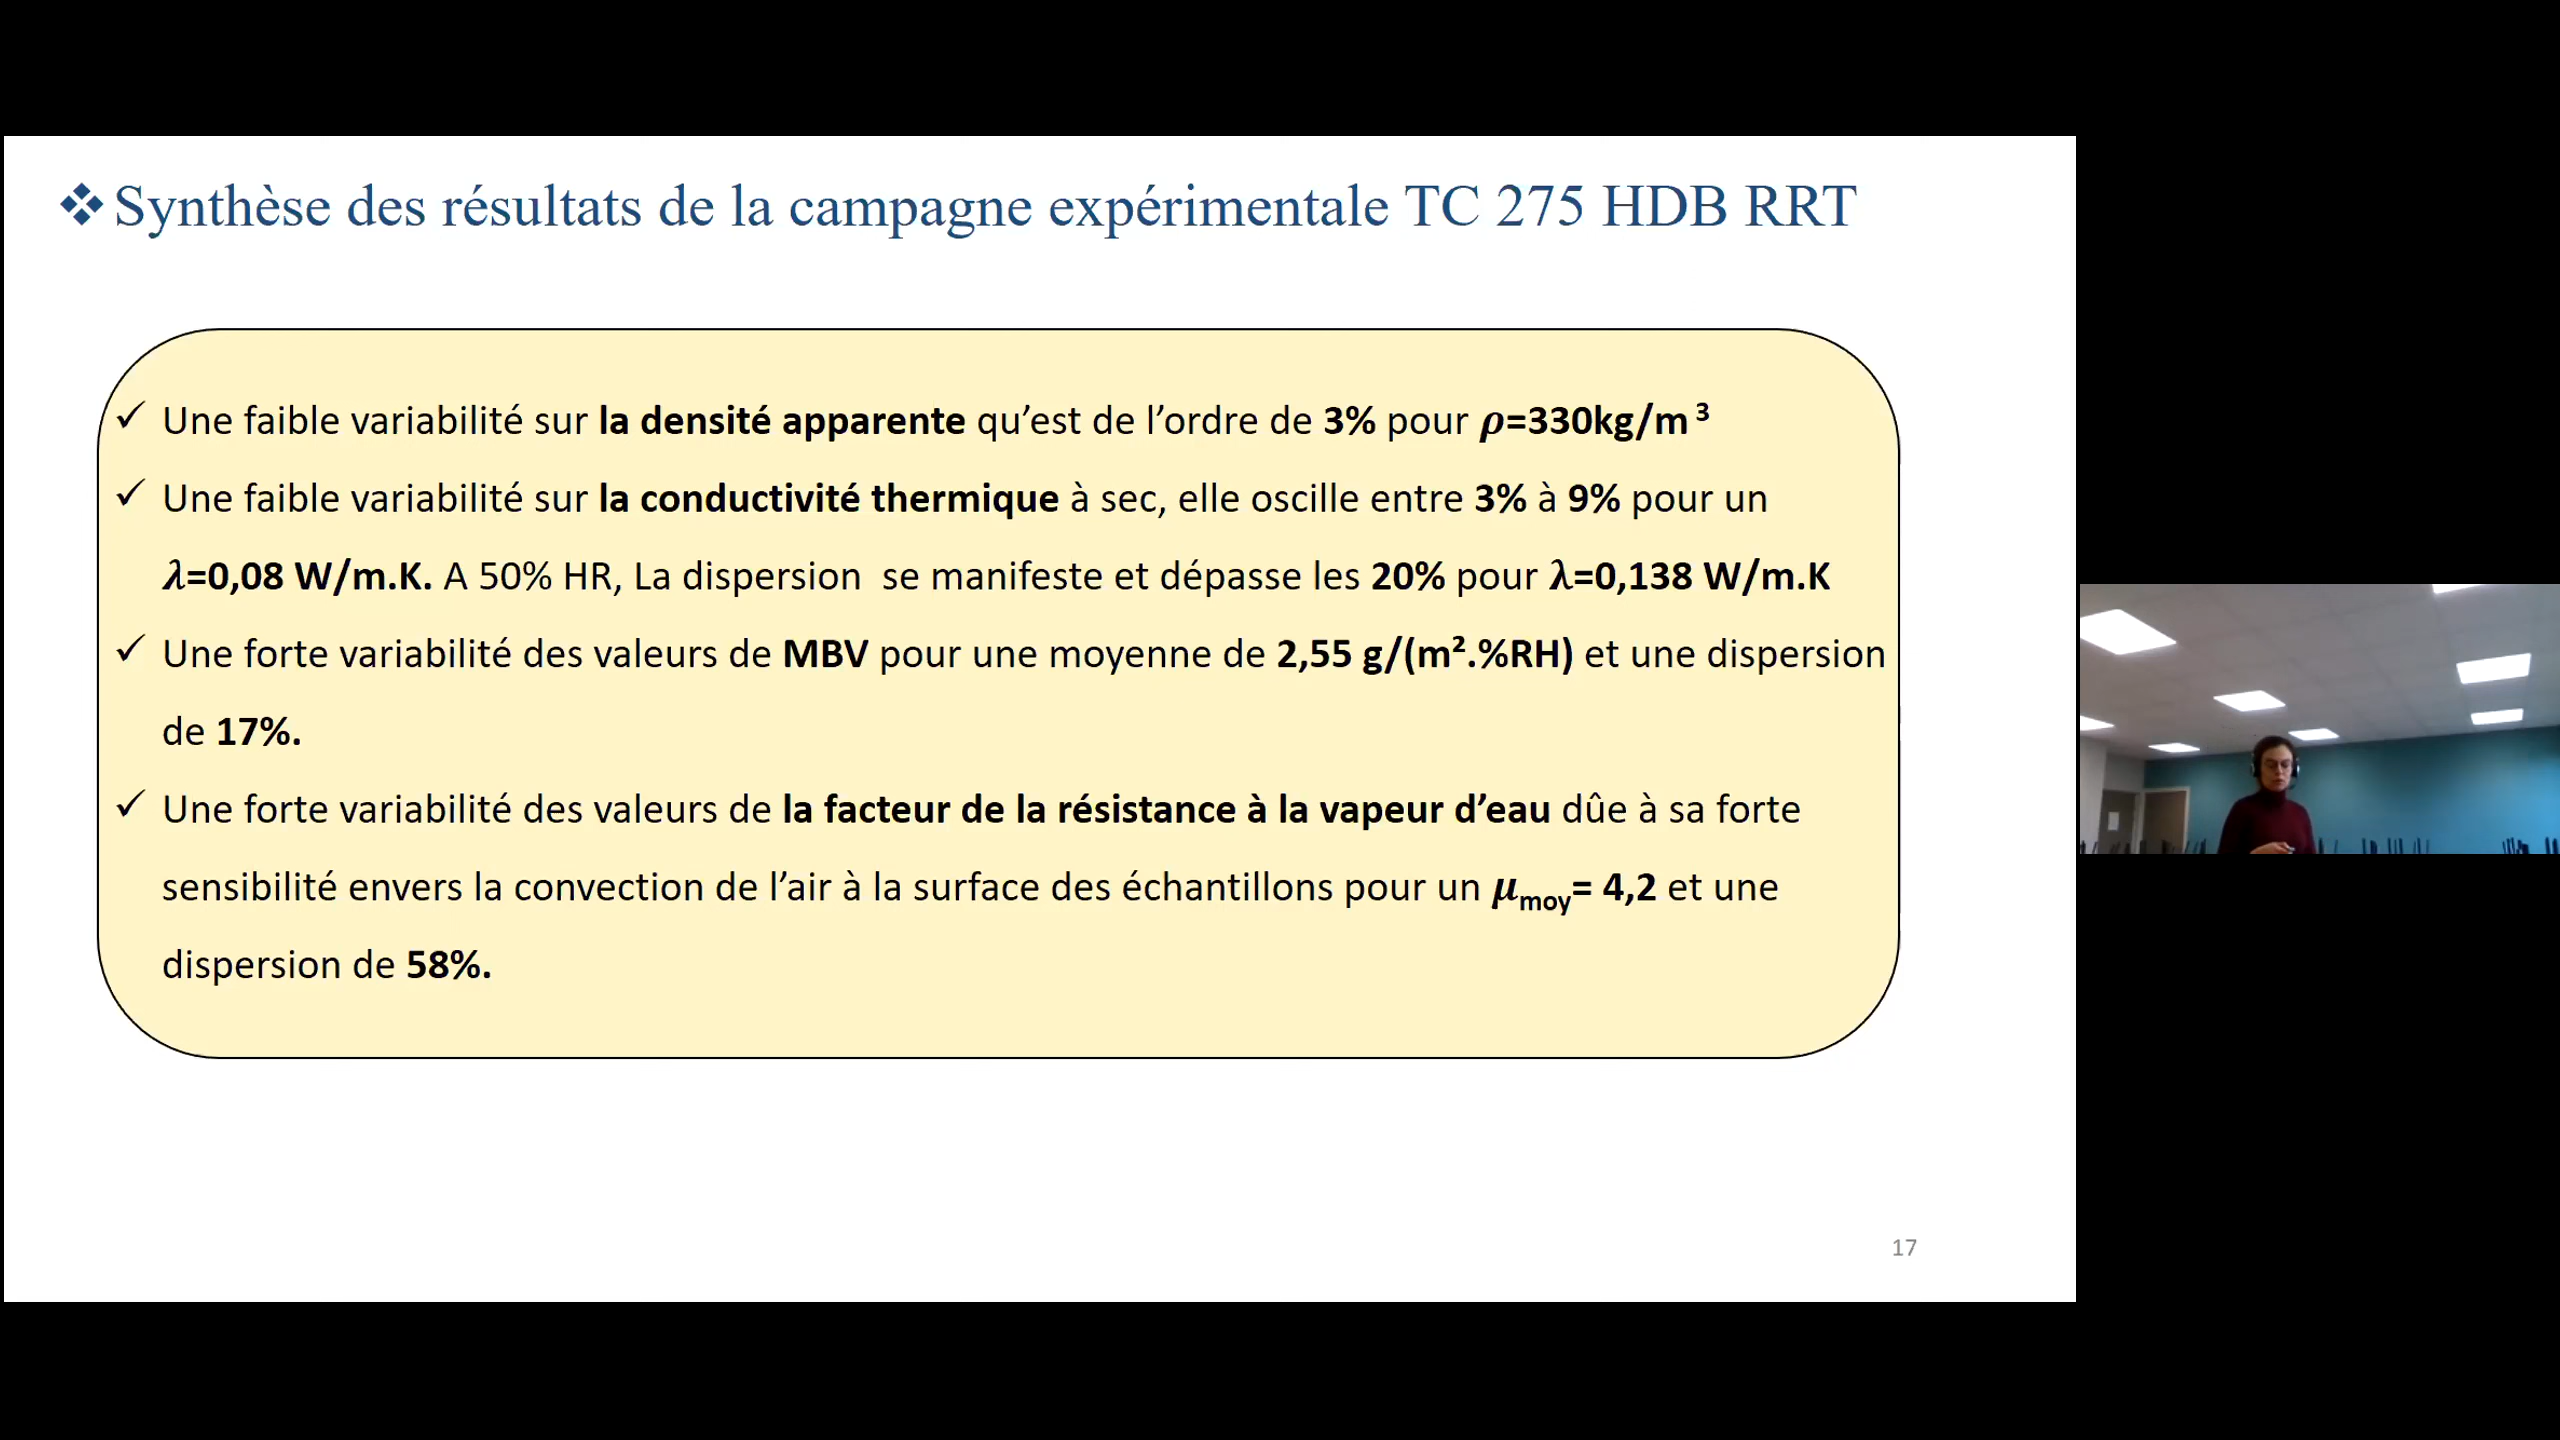 ❖ Synthèse des résultats de la campagne expérimentale TC 275 HDB RRT
✓ Une faible variabilité sur la densité apparente qu’est de l’ordre de 3% pour ρ=330kg/m³
✓ Une faible variabilité sur la conductivité thermique à sec, elle oscille entre 3% à 9% pour un
λ=0,08 W/m.K. A 50% HR, La dispersion se manifeste et dépasse les 20% pour λ=0,138 W/m.K
✓ Une forte variabilité des valeurs de MBV pour une moyenne de 2,55 g/(m².%RH) et une dispersion
de 17%.
✓ Une forte variabilité des valeurs de la facteur de la résistance à la vapeur d’eau dûe à sa forte
sensibilité envers la convection de l’air à la surface des échantillons pour un μmoy= 4,2 et une
dispersion de 58%.
17